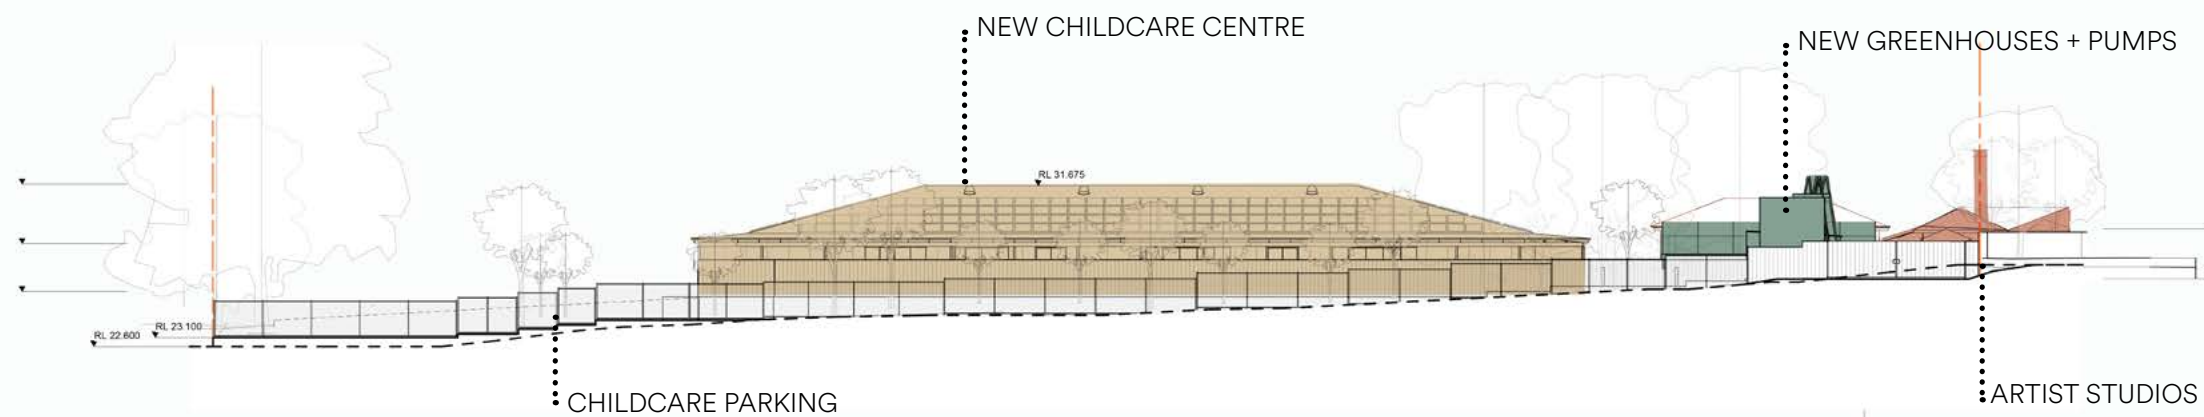 NEW CHILDCARE CENTRE
NEW GREENHOUSES + PUMPS
RL 31.675
RL 23.100
RL 22.600
CHILDCARE PARKING
ARTIST STUDIOS